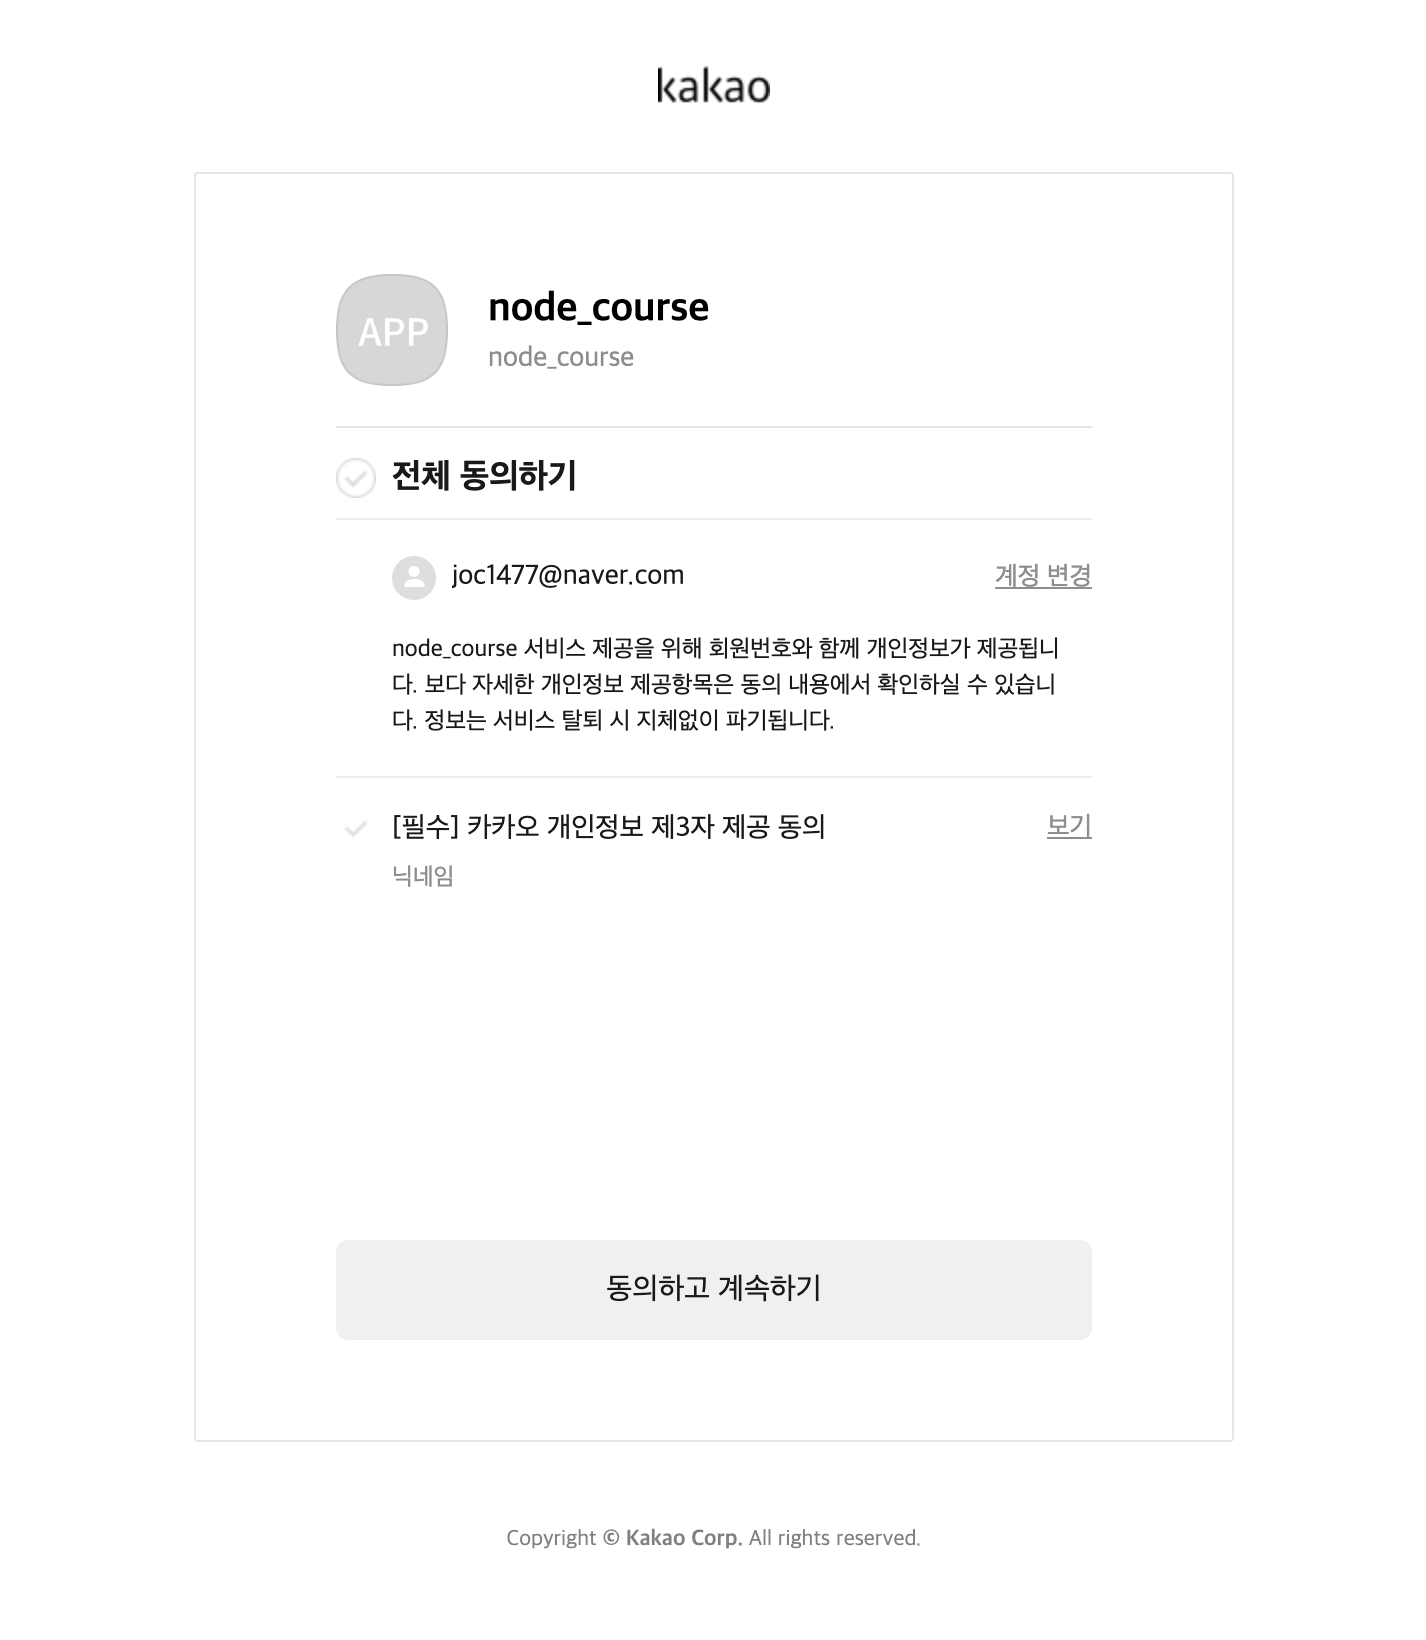 kakao
APP
node_course
node_course
전체 동의하기
joc1477@naver.com
계정 변경
node_course 서비스 제공을 위해 회원번호와 함께 개인정보가 제공됩니
다. 보다 자세한 개인정보 제공항목은 동의 내용에서 확인하실 수 있습니
다. 정보는 서비스 탈퇴 시 지체없이 파기됩니다.
[필수] 카카오 개인정보 제3자 제공 동의
보기
닉네임
동의하고 계속하기
Copyright © Kakao Corp. All rights reserved.